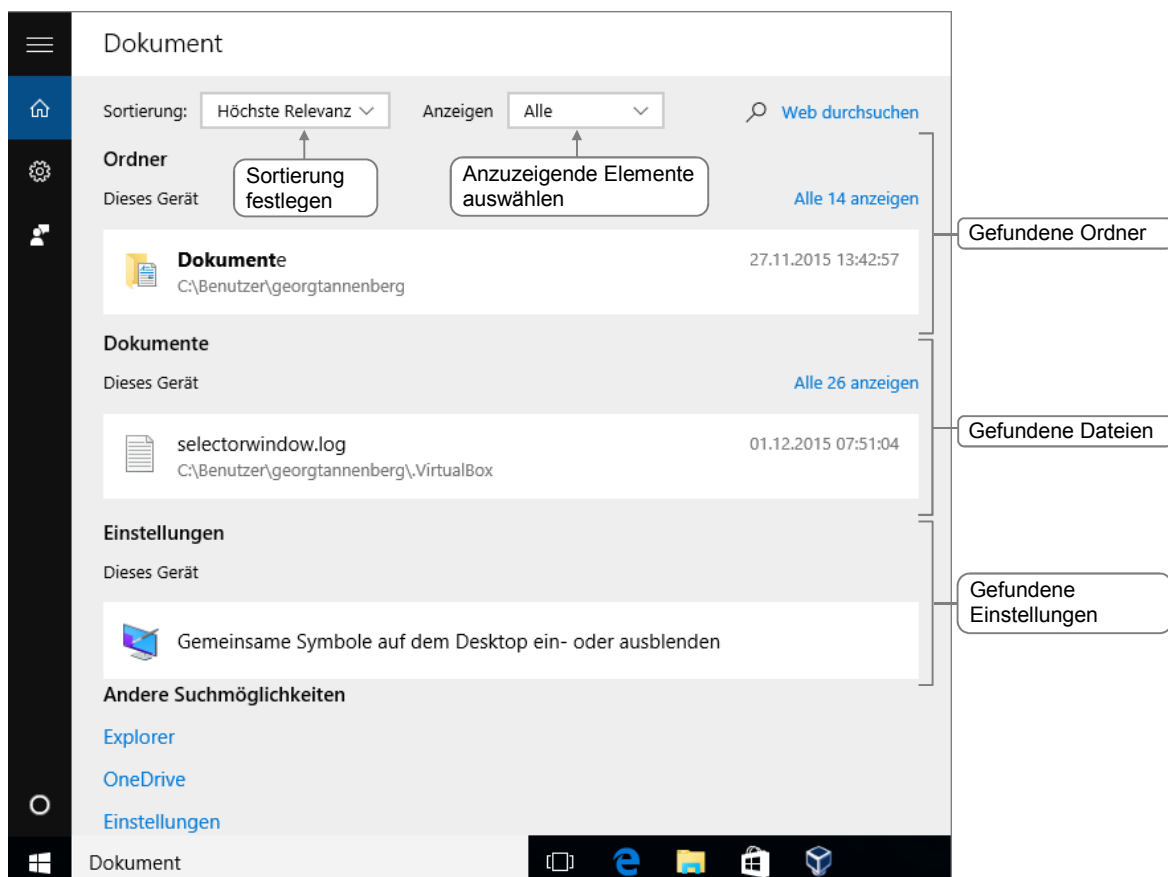 Dokument
Sortierung: Höchste Relevanz Anzeigen Alle Web durchsuchen
Ordner
Sortierung
festlegen
Anzuzeigende Elemente
auswählen
Dieses Gerät Alle 14 anzeigen
Gefundene Ordner
Dokumente 27.11.2015 13:42:57
C:\Benutzer\georgtannenberg
Dokumente
Dieses Gerät Alle 26 anzeigen
Gefundene Dateien
selectorwindow.log 01.12.2015 07:51:04
C:\Benutzer\georgtannenberg\.VirtualBox
Einstellungen
Dieses Gerät
Gefundene
Einstellungen
Gemeinsame Symbole auf dem Desktop ein- oder ausblenden
Andere Suchmöglichkeiten
Explorer
OneDrive
Einstellungen
Dokument